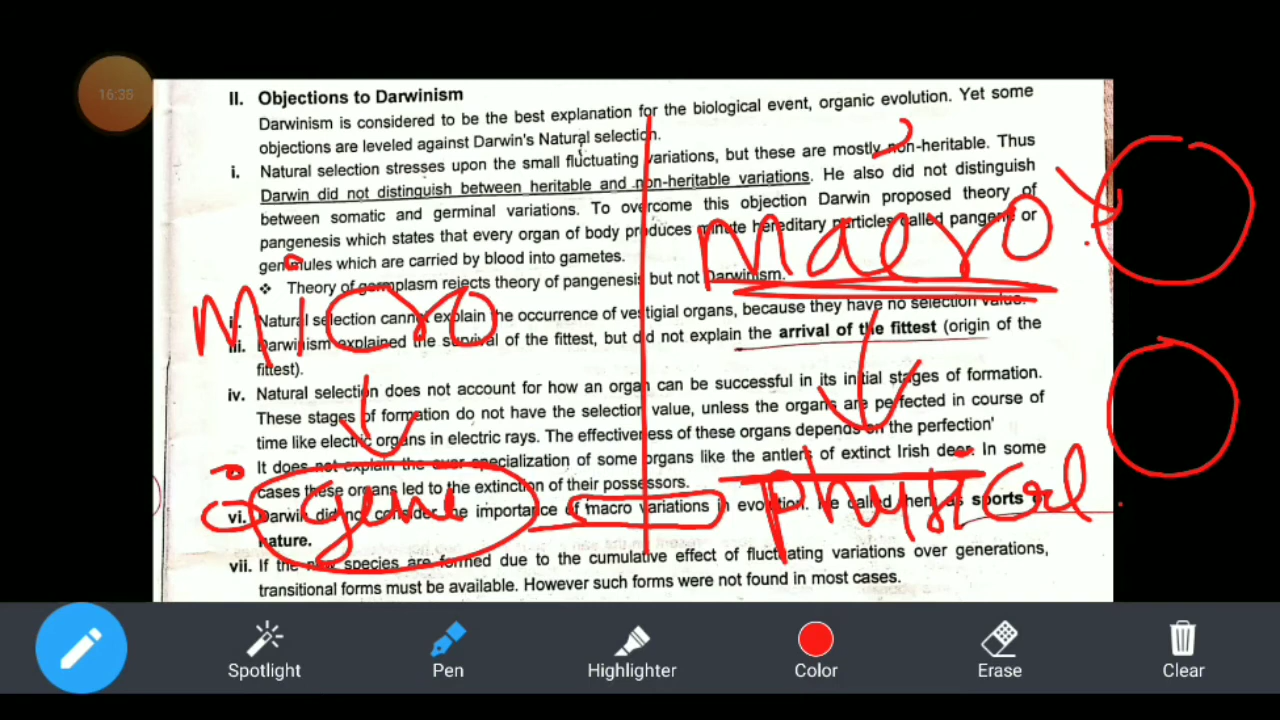 16:35
II. Objections to Darwinism
Darwinism is considered to be the best explanation for the biological event, organic evolution. Yet some
objections are leveled against Darwin's Natural selection.
i. Natural selection stresses upon the small fluctuating variations, but these are mostly non-heritable. Thus
Darwin did not distinguish between heritable and non-heritable variations. He also did not distinguish
between somatic and germinal variations. To overcome this objection Darwin proposed theory of
pangenesis which states that every organ of body produces minute hereditary particles called pangene or
gemmules which are carried by blood into gametes.
❖ Theory of germplasm rejects theory of pangenesis but not Darwinism.
Macro
Micro
ii. Natural selection cannot explain the occurrence of vestigial organs, because they have no selection value.
iii. Darwinism explained the survival of the fittest, but did not explain the arrival of the fittest (origin of the
fittest).
iv. Natural selection does not account for how an organ can be successful in its initial stages of formation.
These stages of formation do not have the selection value, unless the organs are perfected in course of
time like electric organs in electric rays. The effectiveness of these organs depends on the perfection'
It does not explain the over specialization of some organs like the antlers of extinct Irish deer. In some
cases these organs led to the extinction of their possessors.
gene
physical
vi. Darwin did not consider the importance of macro variations in evolution. He called them as sports of
nature.
vii. If the new species are formed due to the cumulative effect of fluctuating variations over generations,
transitional forms must be available. However such forms were not found in most cases.
Spotlight Pen Highlighter Color Erase Clear